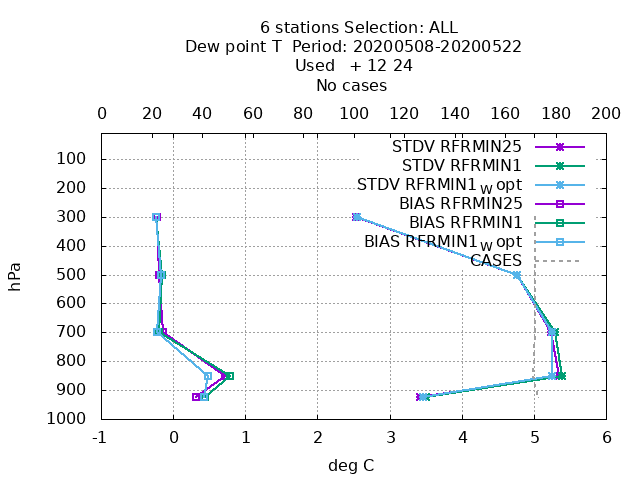 6 stations Selection: ALL
Dew point T  Period: 20200508-20200522
Used   + 12 24
No cases
0 20 40 60 80 100 120 140 160 180 200
STDV RFRMIN25
STDV RFRMIN1
STDV RFRMIN1_W opt
BIAS RFRMIN25
BIAS RFRMIN1
BIAS RFRMIN1_W opt
CASES
100
200
300
400
500
600
700
800
900
1000
hPa
-1 0 1 2 3 4 5 6
deg C